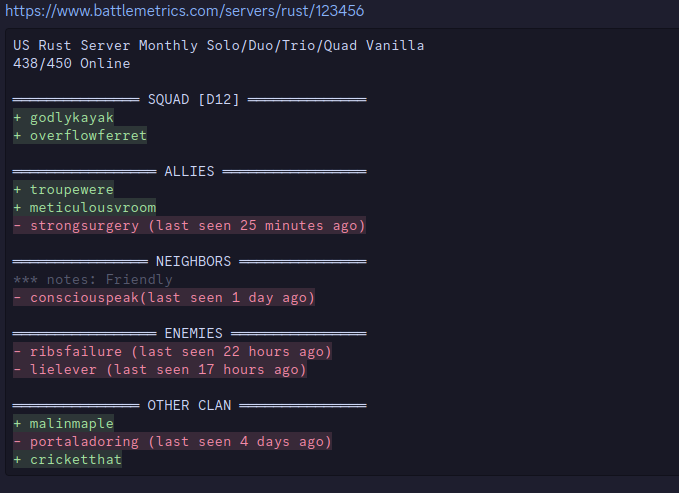 https://www.battlemetrics.com/servers/rust/123456
US Rust Server Monthly Solo/Duo/Trio/Quad Vanilla
438/450 Online
═══════════════ SQUAD [D12] ══════════════
+ godlykayak
+ overflowferret
═════════════════ ALLIES ═════════════════
+ troupewere
+ meticulousvroom
- strongsurgery (last seen 25 minutes ago)
════════════════ NEIGHBORS ═══════════════
*** notes: Friendly
- consciouspeak(last seen 1 day ago)
═════════════════ ENEMIES ════════════════
- ribsfailure (last seen 22 hours ago)
- lielever (last seen 17 hours ago)
═══════════════ OTHER CLAN ═══════════════
+ malinmaple
- portaladoring (last seen 4 days ago)
+ cricketthat